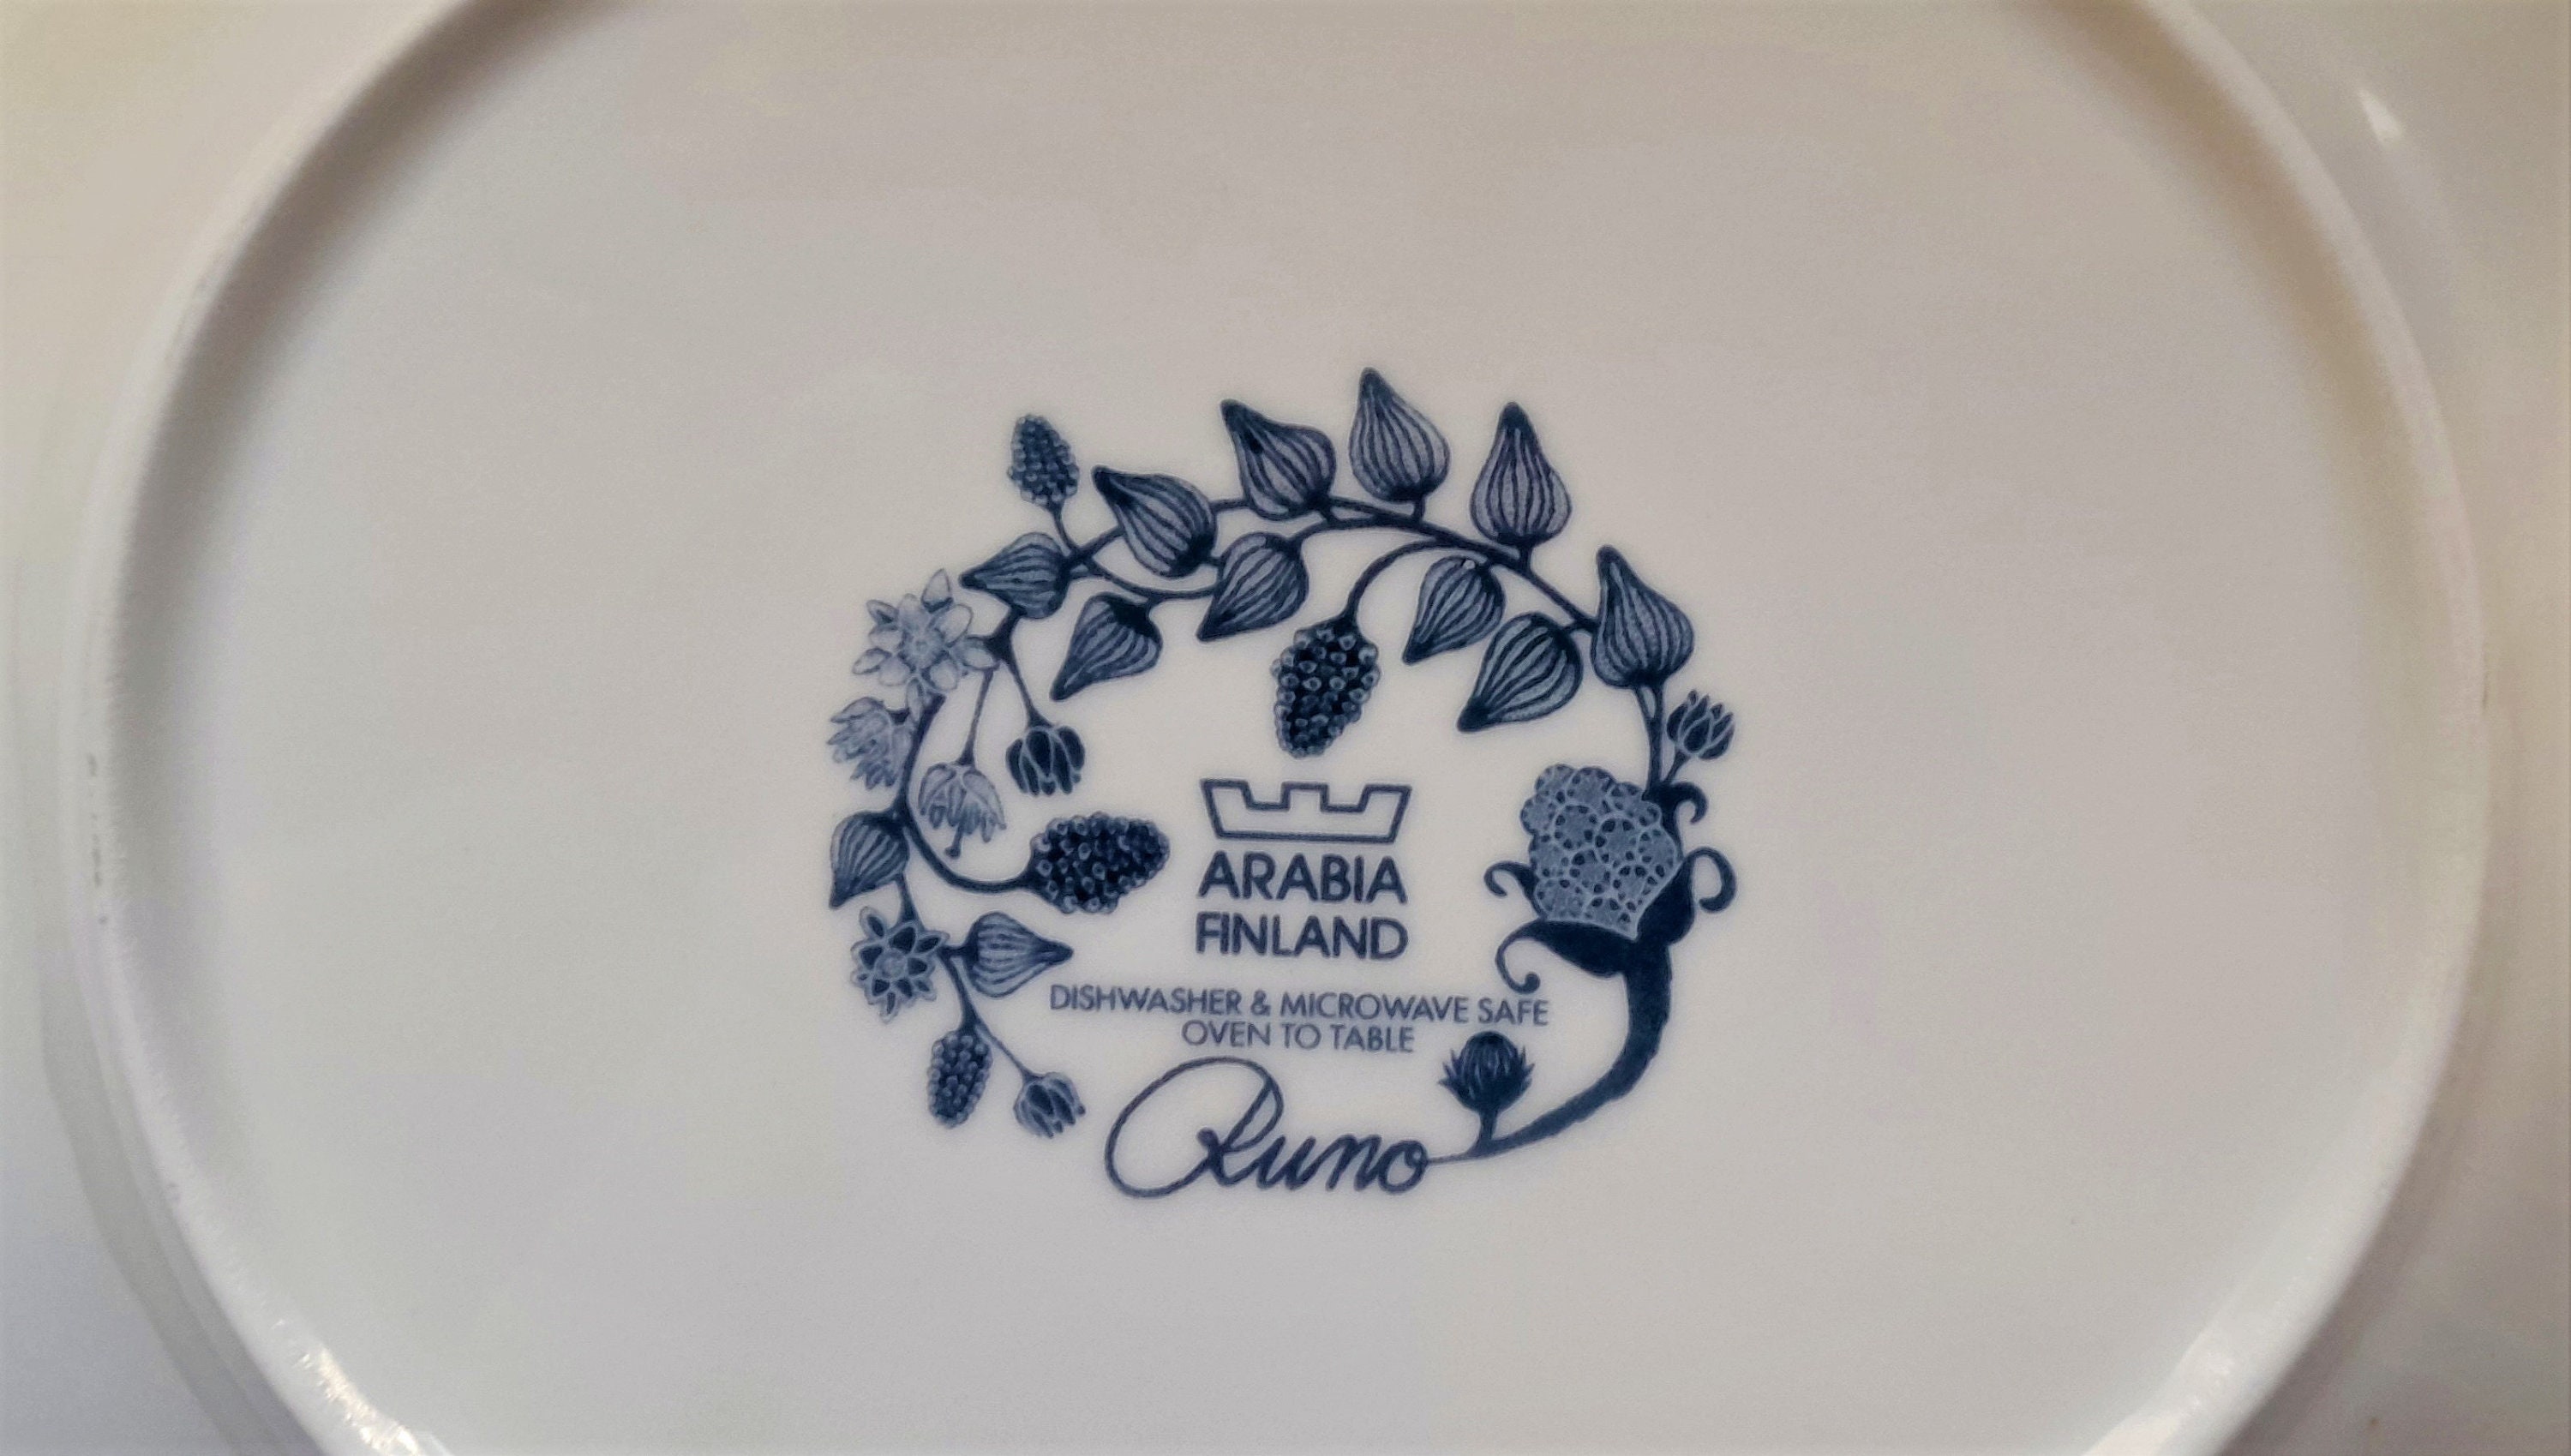 ARABIA
FINLAND
DISHWASHER & MICROWAVE SAFE
OVEN TO TABLE
Runo